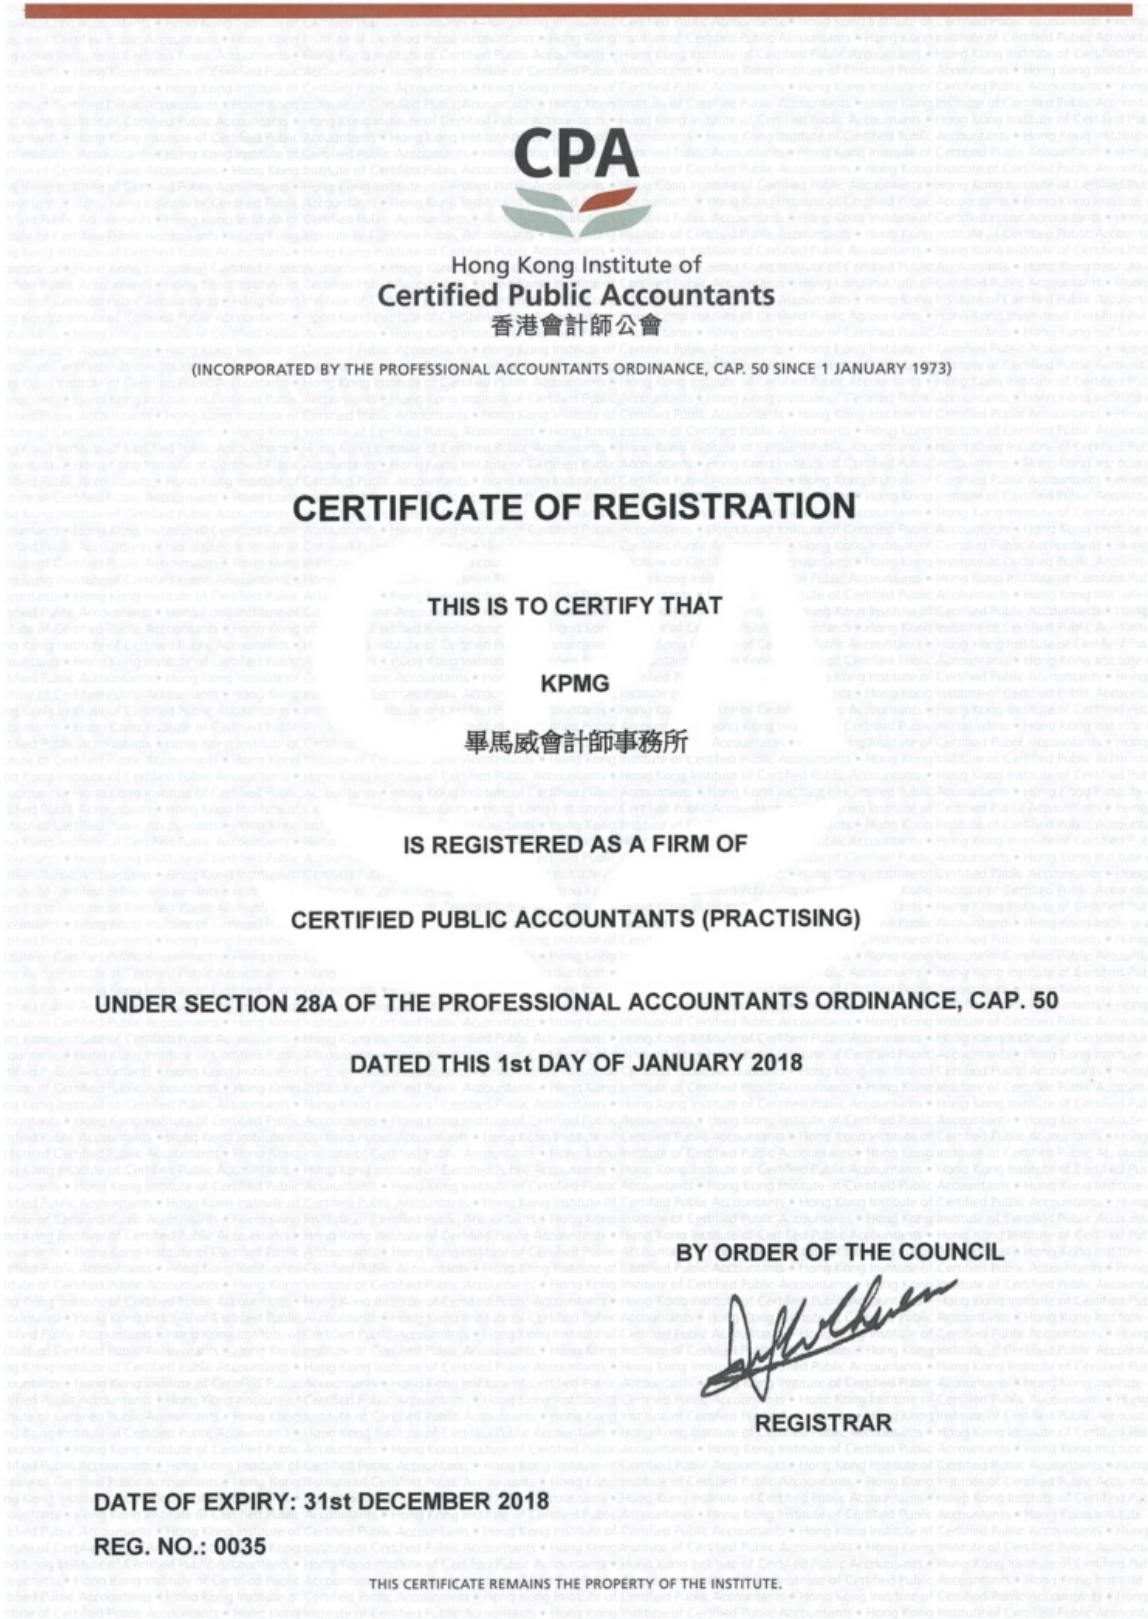 CPA
Hong Kong Institute of
Certified Public Accountants
香港會計師公會
(INCORPORATED BY THE PROFESSIONAL ACCOUNTANTS ORDINANCE, CAP. 50 SINCE 1 JANUARY 1973)
CERTIFICATE OF REGISTRATION
THIS IS TO CERTIFY THAT
KPMG
畢馬威會計師事務所
IS REGISTERED AS A FIRM OF
CERTIFIED PUBLIC ACCOUNTANTS (PRACTISING)
UNDER SECTION 28A OF THE PROFESSIONAL ACCOUNTANTS ORDINANCE, CAP. 50
DATED THIS 1st DAY OF JANUARY 2018
BY ORDER OF THE COUNCIL
REGISTRAR
DATE OF EXPIRY: 31st DECEMBER 2018
REG. NO.: 0035
THIS CERTIFICATE REMAINS THE PROPERTY OF THE INSTITUTE.